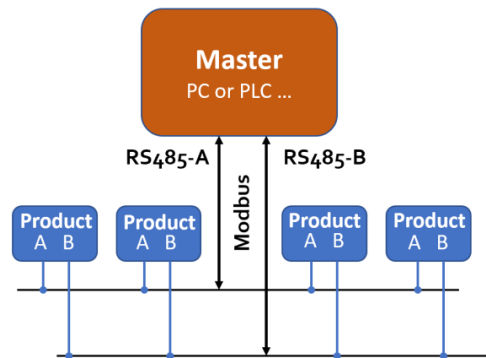 Master
PC or PLC ...
RS485-A
RS485-B
Modbus
Product
A B
Product
A B
Product
A B
Product
A B